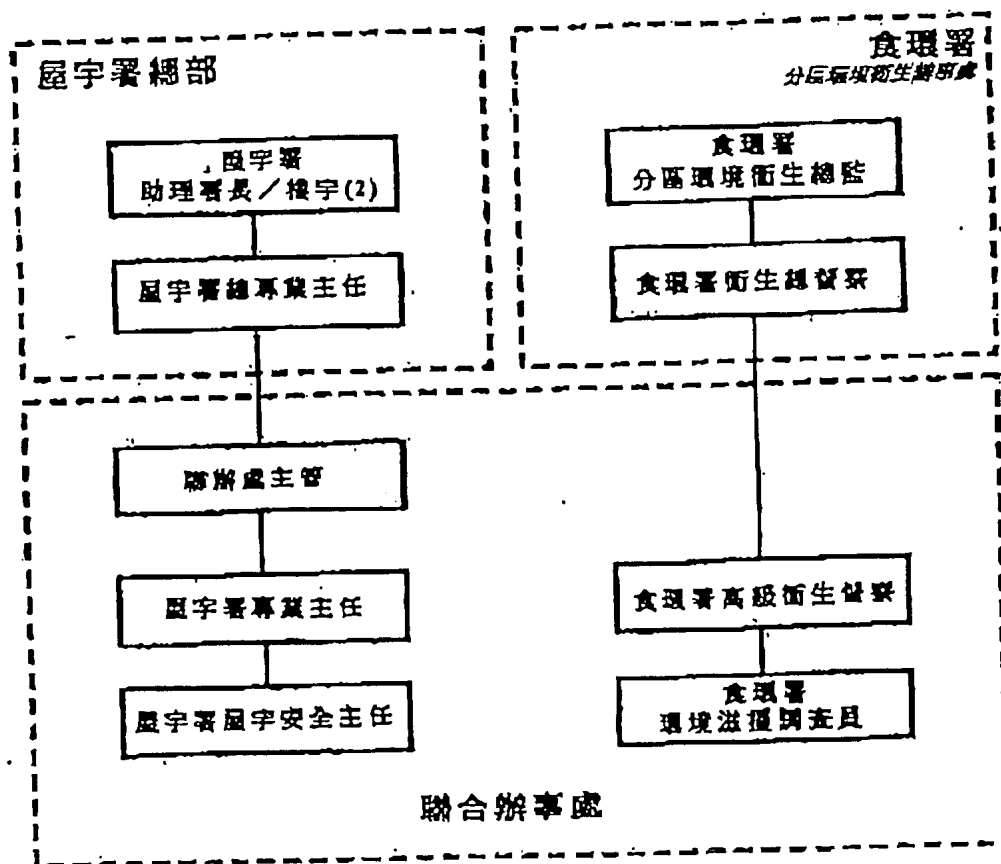 屋宇署總部
屋宇署
助理署長／樓宇(2)
屋宇署總專業主任
食環署
分區環境衛生辦事處
食環署
分區環境衛生總監
食環署衛生總督察
聯辦處主管
屋宇署專業主任
屋宇署屋宇安全主任
食環署高級衛生督察
食環署
環境滋擾調查員
聯合辦事處